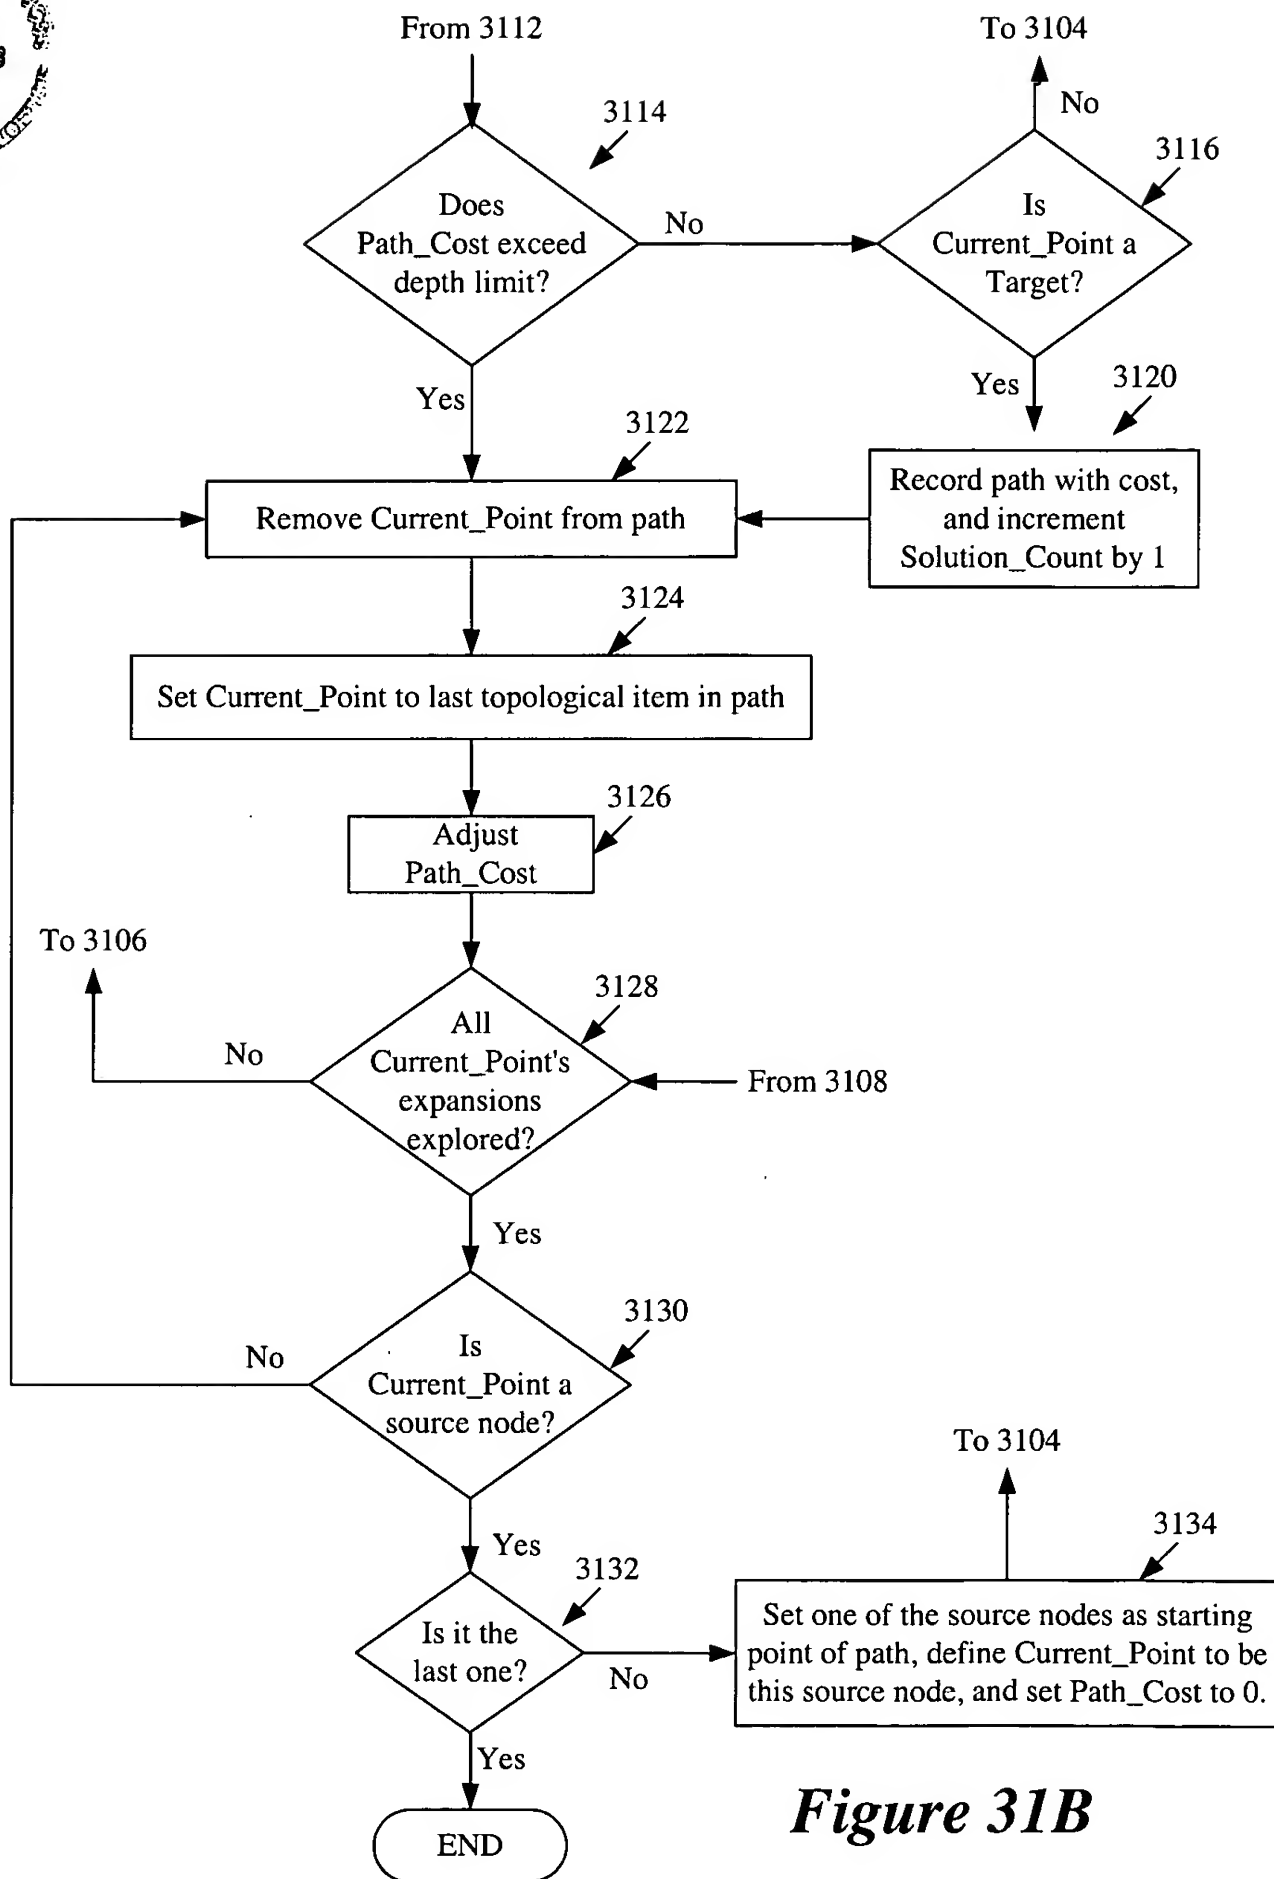 From 3112
To 3104
No
3114
3116
Does
Path_Cost exceed
depth limit?
No
Is
Current_Point a
Target?
Yes
Yes
3120
3122
Remove Current_Point from path
Record path with cost,
and increment
Solution_Count by 1
3124
Set Current_Point to last topological item in path
3126
Adjust
Path_Cost
To 3106
3128
All
Current_Point's
expansions
explored?
No
From 3108
Yes
3130
Is
Current_Point a
source node?
No
To 3104
Yes
3132
3134
Is it the
last one?
No
Set one of the source nodes as starting
point of path, define Current_Point to be
this source node, and set Path_Cost to 0.
Yes
END
Figure 31B